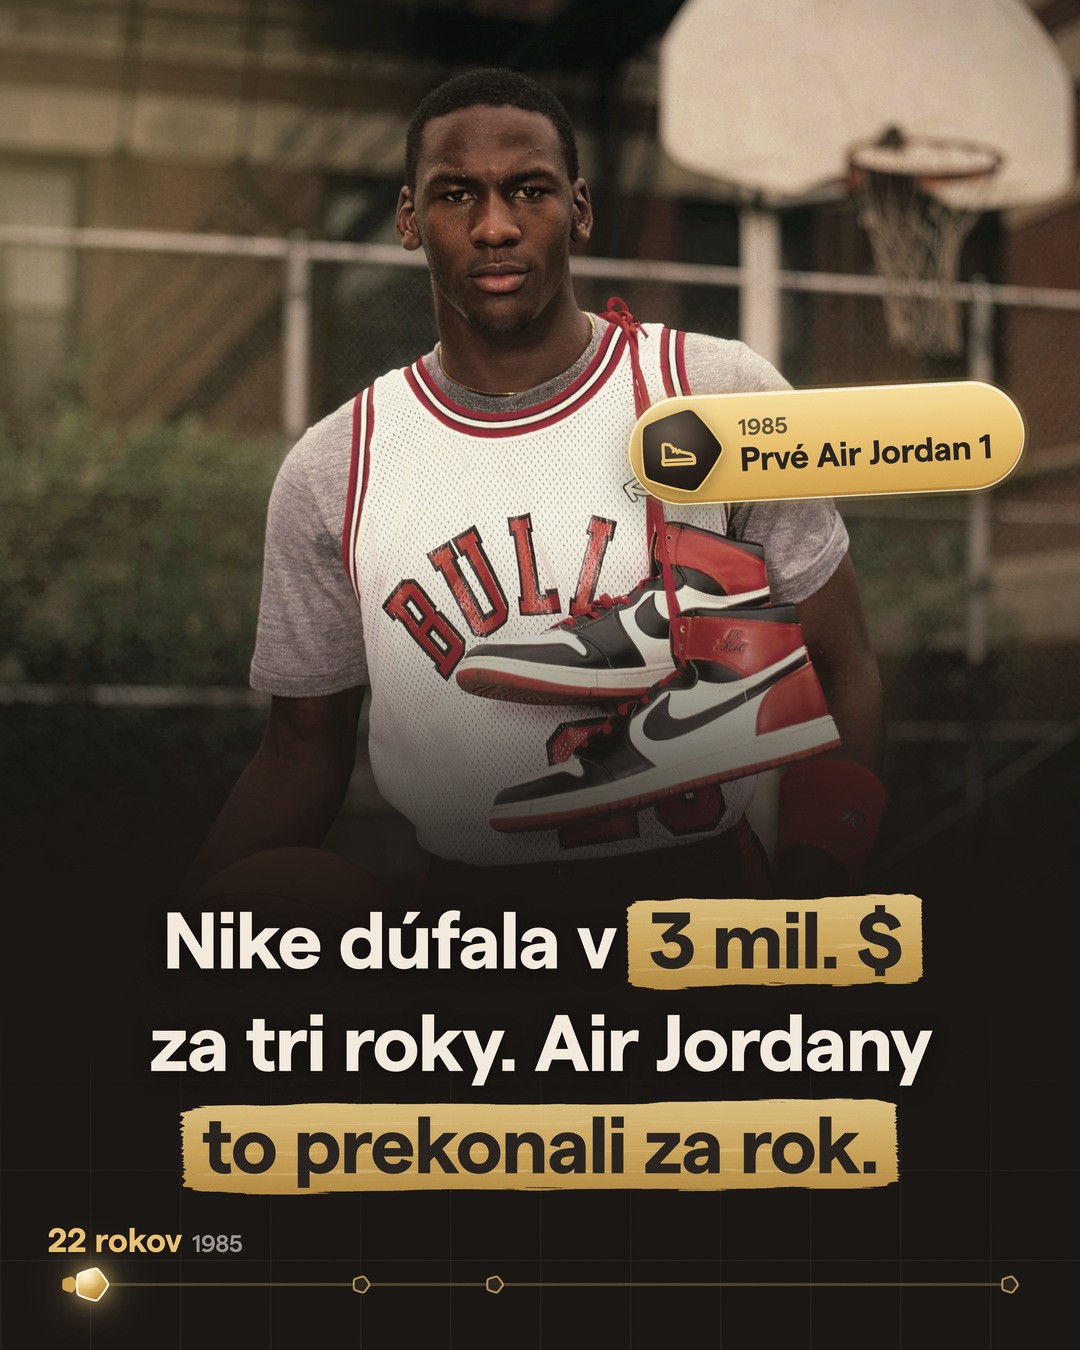 1985
Prvé Air Jordan 1
BULL
Nike dúfala v 3 mil. $
za tri roky. Air Jordany
to prekonali za rok.
22 rokov 1985